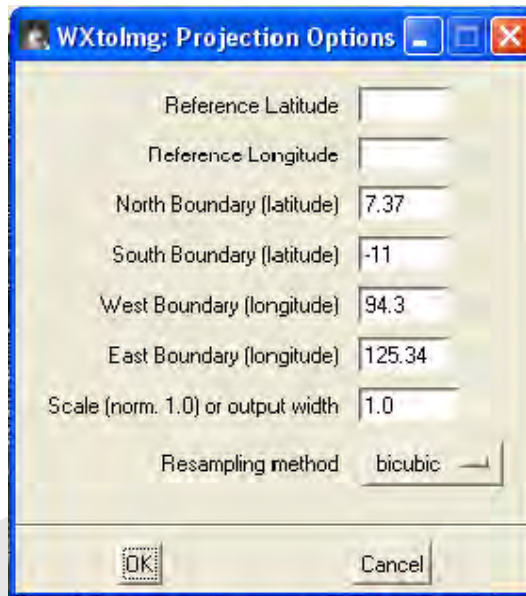 WXtoImg: Projection Options
Reference Latitude
Reference Longitude
North Boundary (latitude) 7.37
South Boundary (latitude) -11
West Boundary (longitude) 94.3
East Boundary (longitude) 125.34
Scale (norm. 1.0) or output width 1.0
Resampling method bicubic
OK Cancel